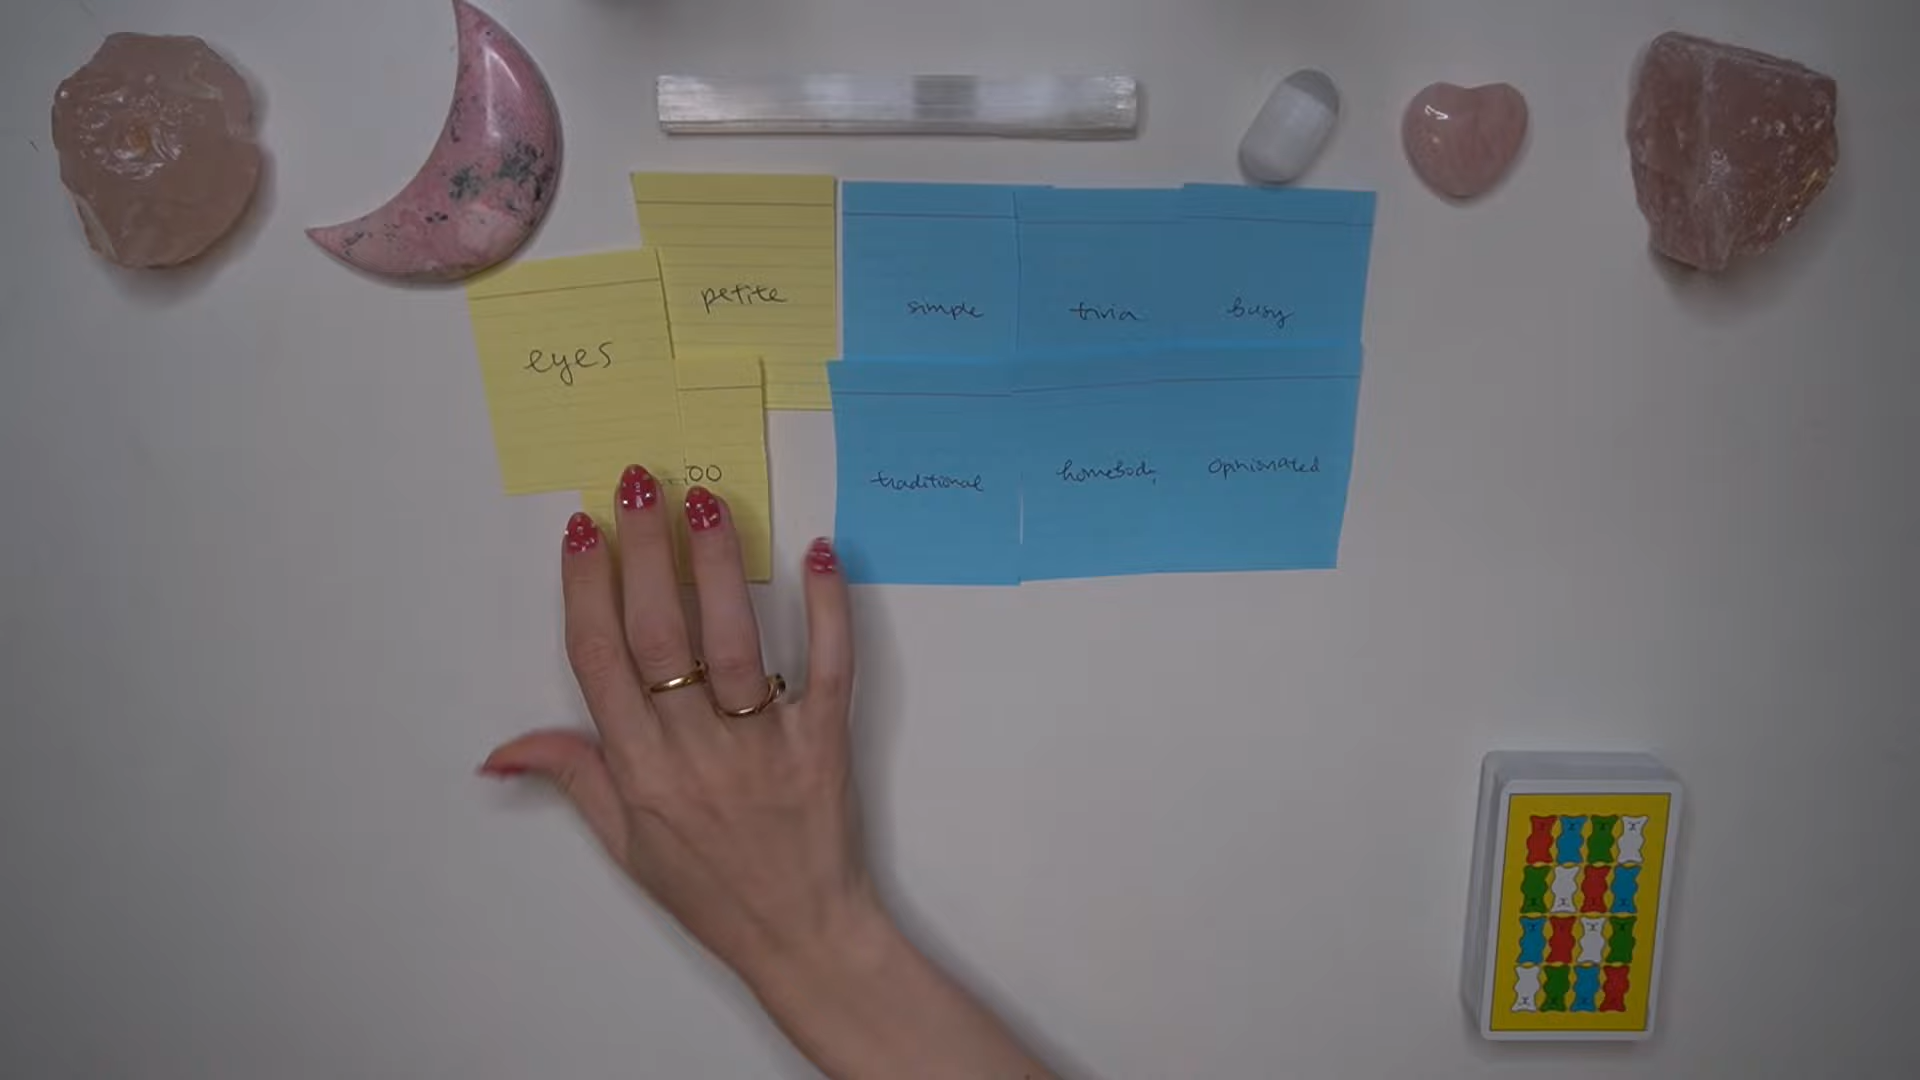 petite
simple
trivia
busy
eyes
traditional
homebody
opinionated